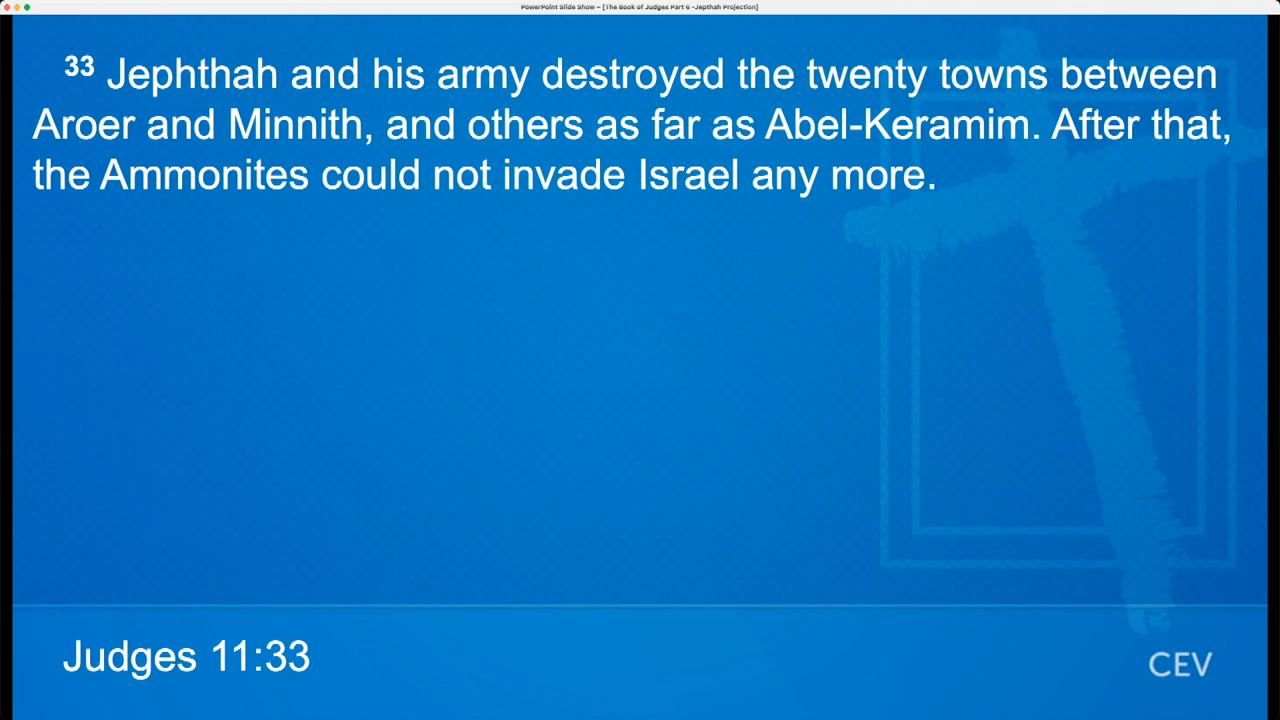 PowerPoint Slide Show - [The Book of Judges Part 6 -Jepthah Projection]
33 Jephthah and his army destroyed the twenty towns between
Aroer and Minnith, and others as far as Abel-Keramim. After that,
the Ammonites could not invade Israel any more.
Judges 11:33
CEV